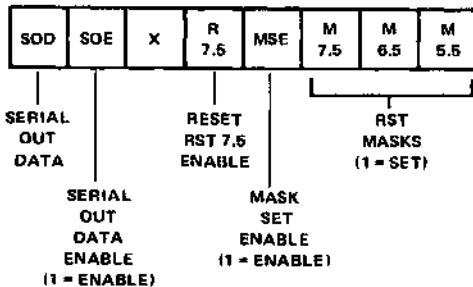 SOD SOE X R 7.5 MSE M 7.5 M 6.5 M 5.5
SERIAL
OUT
DATA
SERIAL
OUT
DATA
ENABLE
(1 = ENABLE)
RESET
RST 7.5
ENABLE
MASK
SET
ENABLE
(1 = ENABLE)
RST
MASKS
(1 = SET)